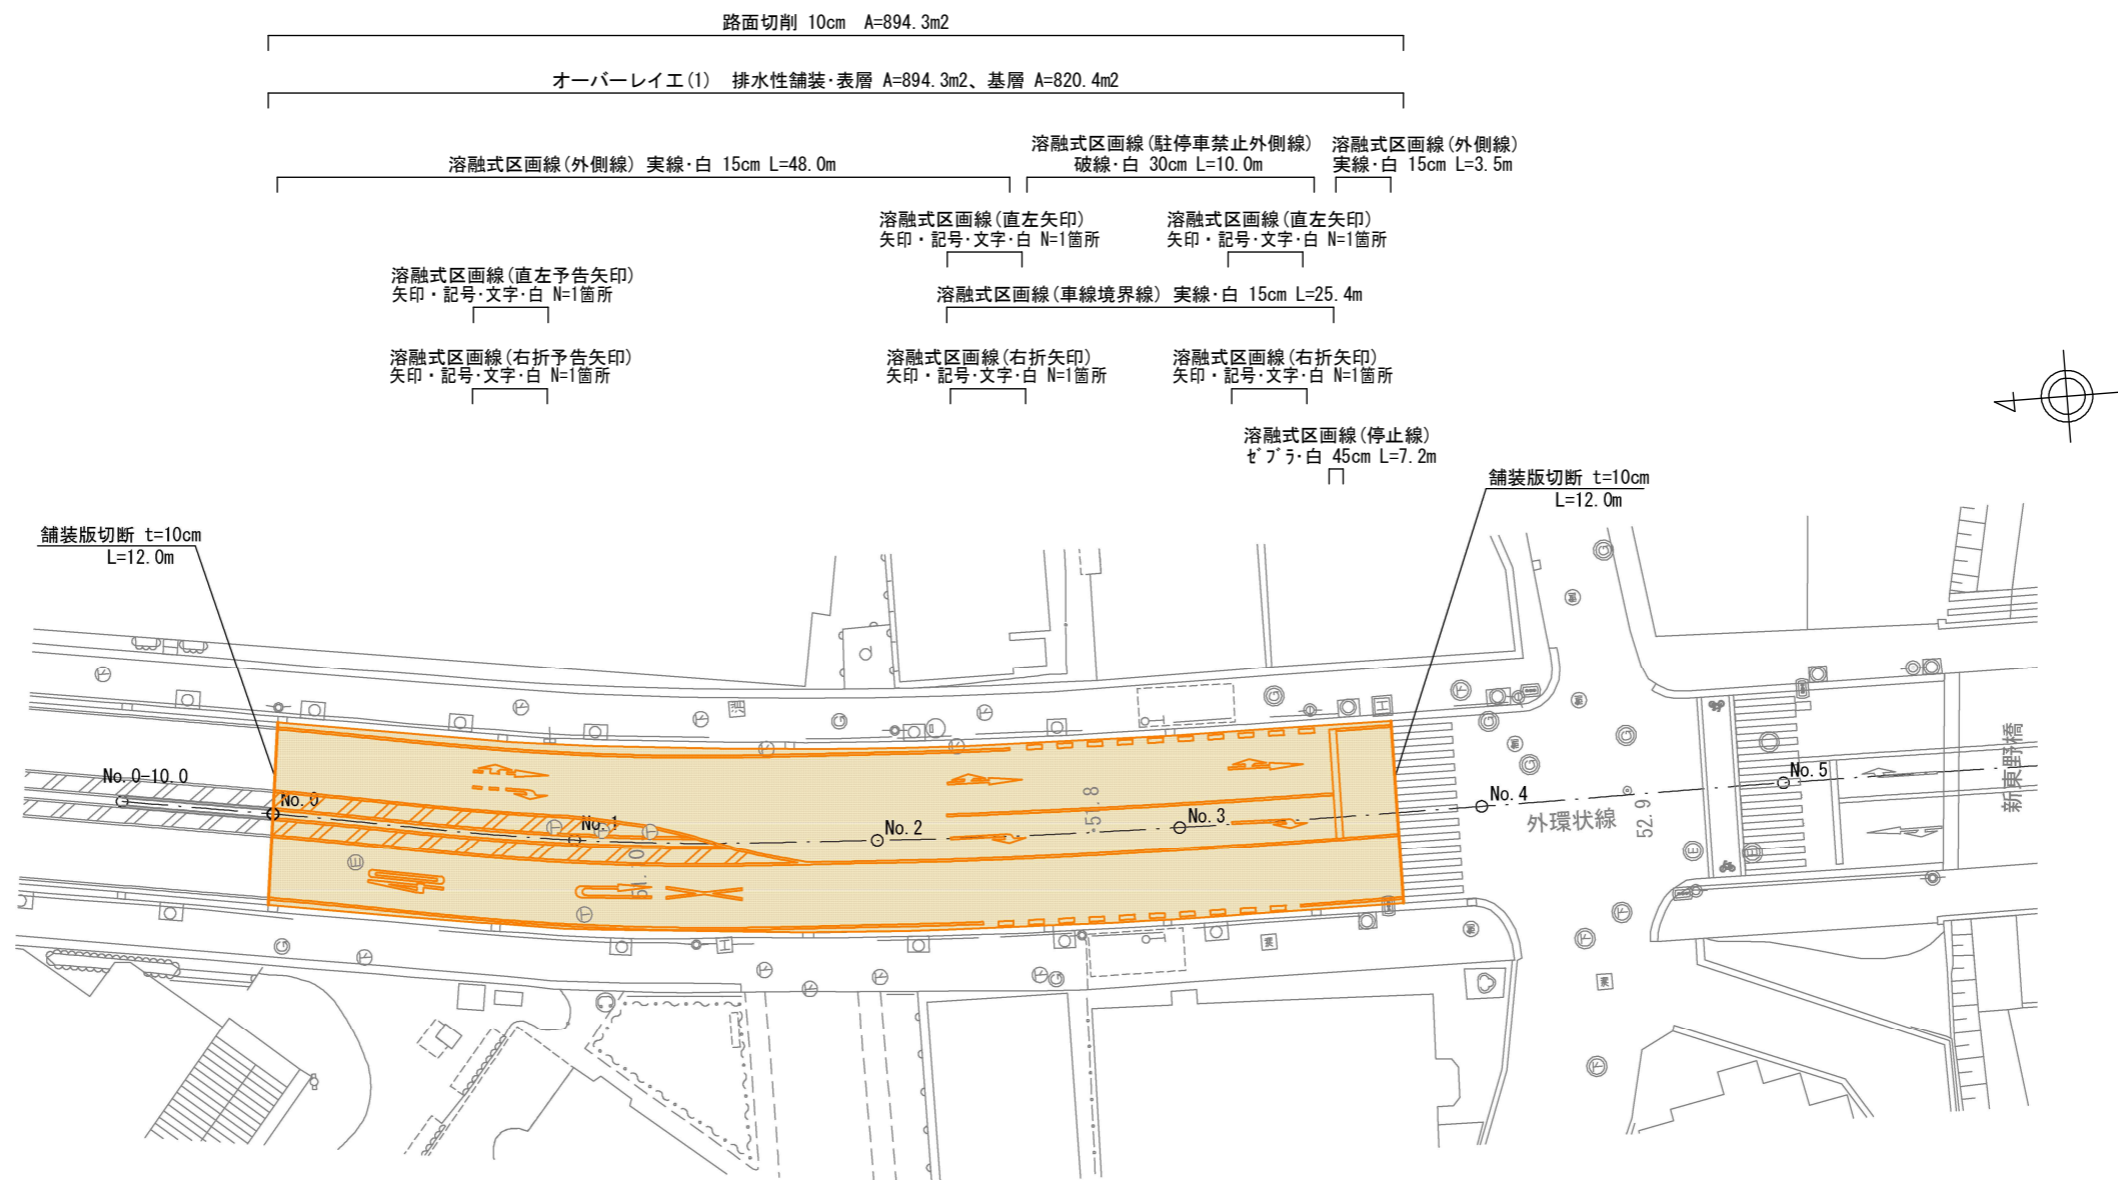 路面切削 10cm A=894.3m2
オーバーレイエ(1) 排水性舗装･表層 A=894.3m2、基層 A=820.4m2
溶融式区画線(外側線) 実線･白 15cm L=48.0m
溶融式区画線(駐停車禁止外側線)
破線･白 30cm L=10.0m
溶融式区画線(外側線)
実線･白 15cm L=3.5m
溶融式区画線(直左矢印)
矢印・記号･文字･白 N=1箇所
溶融式区画線(直左矢印)
矢印・記号･文字･白 N=1箇所
溶融式区画線(直左予告矢印)
矢印・記号･文字･白 N=1箇所
溶融式区画線(車線境界線) 実線･白 15cm L=25.4m
溶融式区画線(右折予告矢印)
矢印・記号･文字･白 N=1箇所
溶融式区画線(右折矢印)
矢印・記号･文字･白 N=1箇所
溶融式区画線(右折矢印)
矢印・記号･文字･白 N=1箇所
溶融式区画線(停止線)
ｾﾞﾌﾞﾗ･白 45cm L=7.2m
舗装版切断 t=10cm
L=12.0m
舗装版切断 t=10cm
L=12.0m
No.0-10.0
No.0
No.1
No.2
No.3
No.4
No.5
51.8
52.9
外環状線
新東野橋